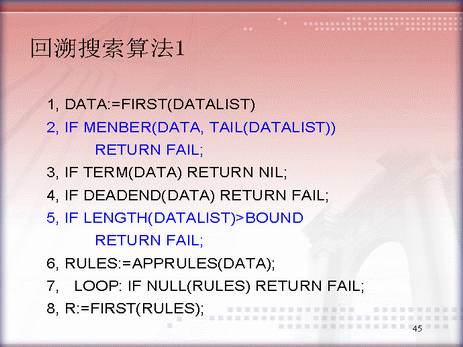 回溯搜索算法1
1, DATA:=FIRST(DATALIST)
2, IF MENBER(DATA, TAIL(DATALIST))
RETURN FAIL;
3, IF TERM(DATA) RETURN NIL;
4, IF DEADEND(DATA) RETURN FAIL;
5, IF LENGTH(DATALIST)>BOUND
RETURN FAIL;
6, RULES:=APPRULES(DATA);
7, LOOP: IF NULL(RULES) RETURN FAIL;
8, R:=FIRST(RULES);
45